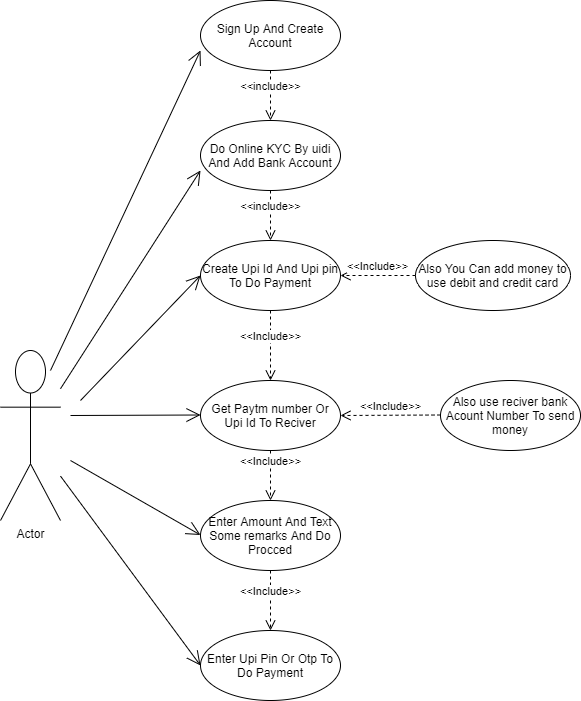 Sign Up And Create
Account
<<include>>
Do Online KYC By uidi
And Add Bank Account
<<include>>
Create Upi Id And Upi pin
To Do Payment
<<Include>>
Also You Can add money to
use debit and credit card
<<Include>>
Get Paytm number Or
Upi Id To Reciver
<<Include>>
Also use reciver bank
Acount Number To send
money
<<Include>>
Enter Amount And Text
Some remarks And Do
Procced
<<Include>>
Enter Upi Pin Or Otp To
Do Payment
Actor